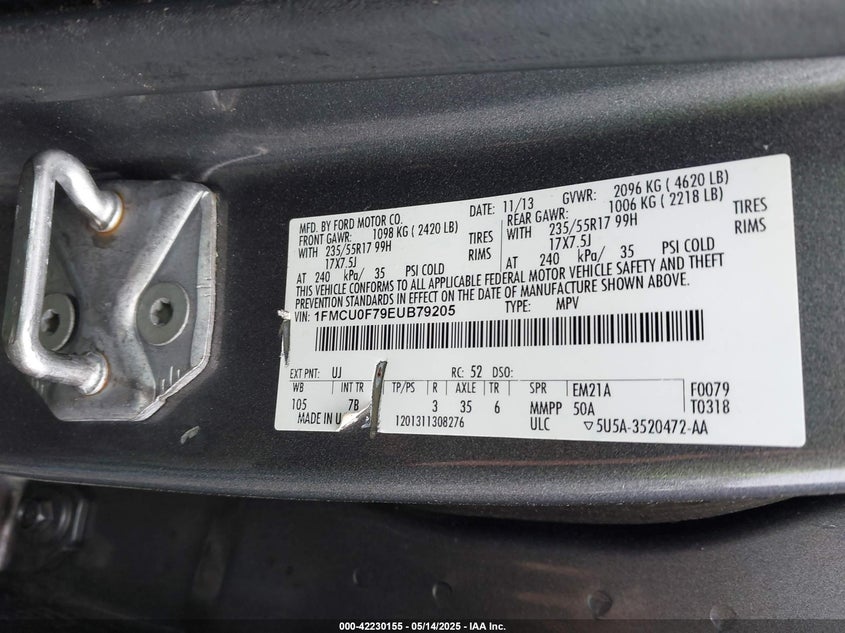 MFD. BY FORD MOTOR CO. DATE: 11/13 GVWR: 2096 KG ( 4620 LB)
FRONT GAWR: 1098 KG ( 2420 LB) REAR GAWR: 1006 KG ( 2218 LB)
WITH 235/55R17 99H TIRES WITH 235/55R17 99H TIRES
17X7.5J RIMS 17X7.5J RIMS
AT 240 kPa/ 35 PSI COLD AT 240 kPa/ 35 PSI COLD
THIS VEHICLE CONFORMS TO ALL APPLICABLE FEDERAL MOTOR VEHICLE SAFETY AND THEFT
PREVENTION STANDARDS IN EFFECT ON THE DATE OF MANUFACTURE SHOWN ABOVE.
VIN: 1FMCU0F79EUB79205 TYPE: MPV
EXT PNT: UJ RC: 52 DSO:
WB INT TR TP/PS R AXLE TR SPR EM21A F0079
105 7B 3 35 6 MMPP 50A T0318
MADE IN U 1201311308276 ULC ▽5U5A-3520472-AA
000-42230155 - 05/14/2025 - IAA Inc.